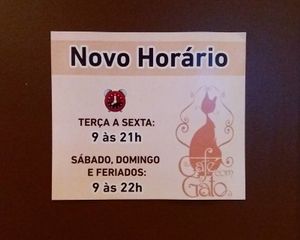 Novo Horário
TERÇA A SEXTA:
9 às 21h
SÁBADO, DOMINGO
E FERIADOS:
9 às 22h
Café
com
Gato